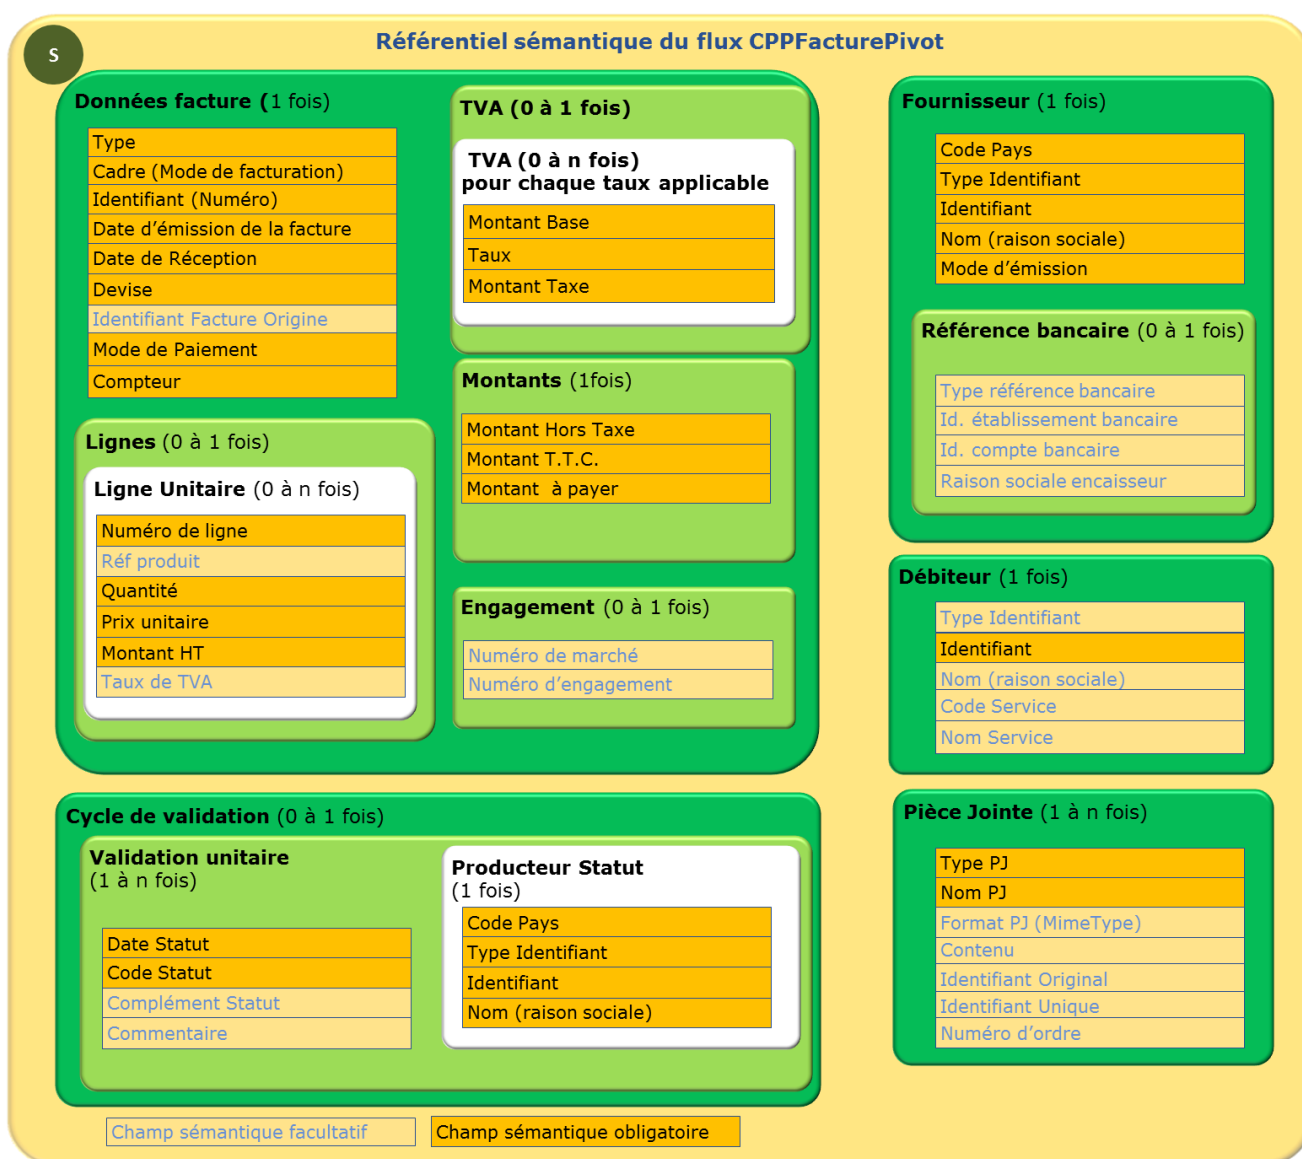 S
Référentiel sémantique du flux CPPFacturePivot
Données facture (1 fois)
Type
Cadre (Mode de facturation)
Identifiant (Numéro)
Date d’émission de la facture
Date de Réception
Devise
Identifiant Facture Origine
Mode de Paiement
Compteur
Lignes (0 à 1 fois)
Ligne Unitaire (0 à n fois)
Numéro de ligne
Réf produit
Quantité
Prix unitaire
Montant HT
Taux de TVA
TVA (0 à 1 fois)
TVA (0 à n fois)
pour chaque taux applicable
Montant Base
Taux
Montant Taxe
Montants (1fois)
Montant Hors Taxe
Montant T.T.C.
Montant à payer
Engagement (0 à 1 fois)
Numéro de marché
Numéro d’engagement
Fournisseur (1 fois)
Code Pays
Type Identifiant
Identifiant
Nom (raison sociale)
Mode d’émission
Référence bancaire (0 à 1 fois)
Type référence bancaire
Id. établissement bancaire
Id. compte bancaire
Raison sociale encaisseur
Débiteur (1 fois)
Type Identifiant
Identifiant
Nom (raison sociale)
Code Service
Nom Service
Cycle de validation (0 à 1 fois)
Validation unitaire
(1 à n fois)
Date Statut
Code Statut
Complément Statut
Commentaire
Producteur Statut
(1 fois)
Code Pays
Type Identifiant
Identifiant
Nom (raison sociale)
Pièce Jointe (1 à n fois)
Type PJ
Nom PJ
Format PJ (MimeType)
Contenu
Identifiant Original
Identifiant Unique
Numéro d’ordre
Champ sémantique facultatif
Champ sémantique obligatoire